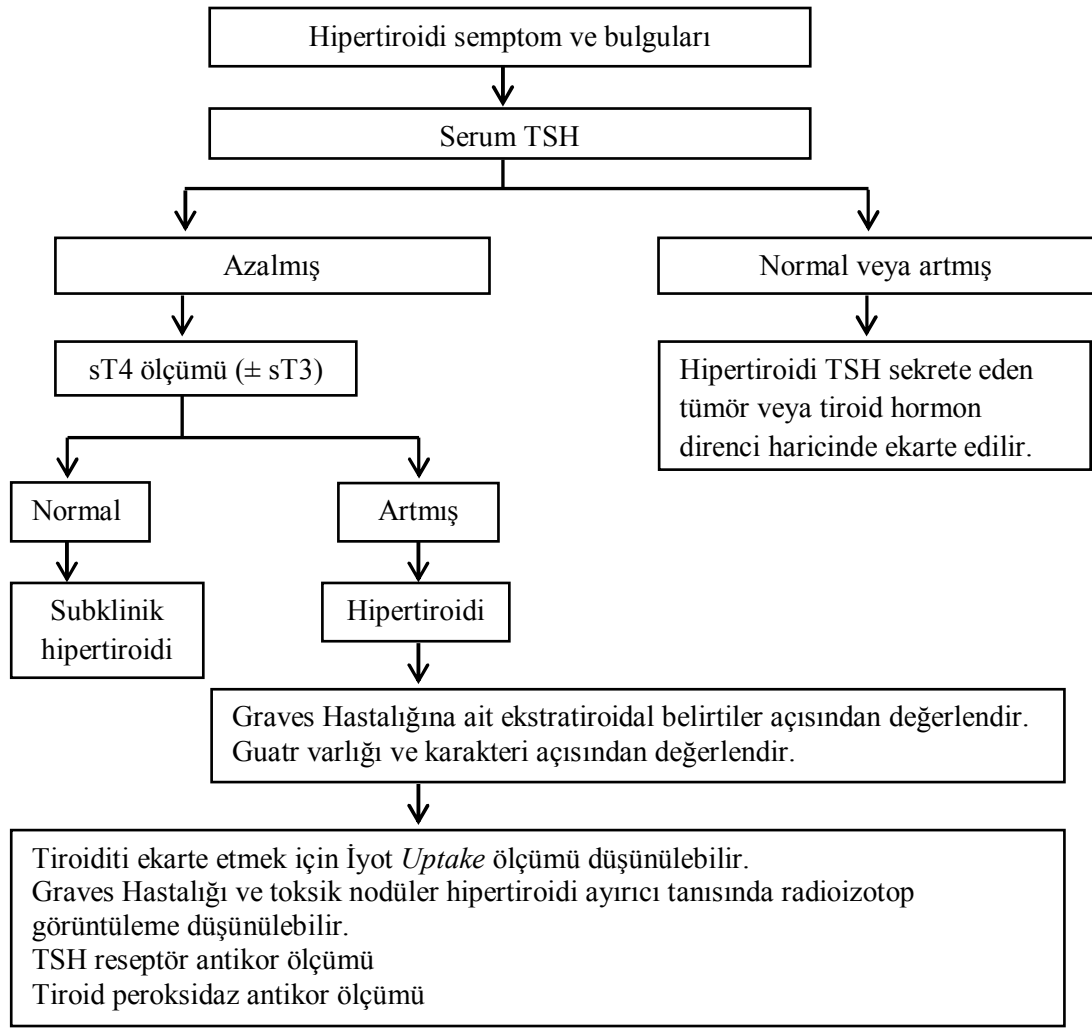 Hipertiroidi semptom ve bulguları
Serum TSH
Azalmış
Normal veya artmış
sT4 ölçümü (± sT3)
Hipertiroidi TSH sekrete eden
tümör veya tiroid hormon
direnci haricinde ekarte edilir.
Normal
Artmış
Subklinik
hipertiroidi
Hipertiroidi
Graves Hastalığına ait ekstratiroidal belirtiler açısından değerlendir.
Guatr varlığı ve karakteri açısından değerlendir.
Tiroiditi ekarte etmek için İyot Uptake ölçümü düşünülebilir.
Graves Hastalığı ve toksik nodüler hipertiroidi ayırıcı tanısında radioizotop
görüntüleme düşünülebilir.
TSH reseptör antikor ölçümü
Tiroid peroksidaz antikor ölçümü